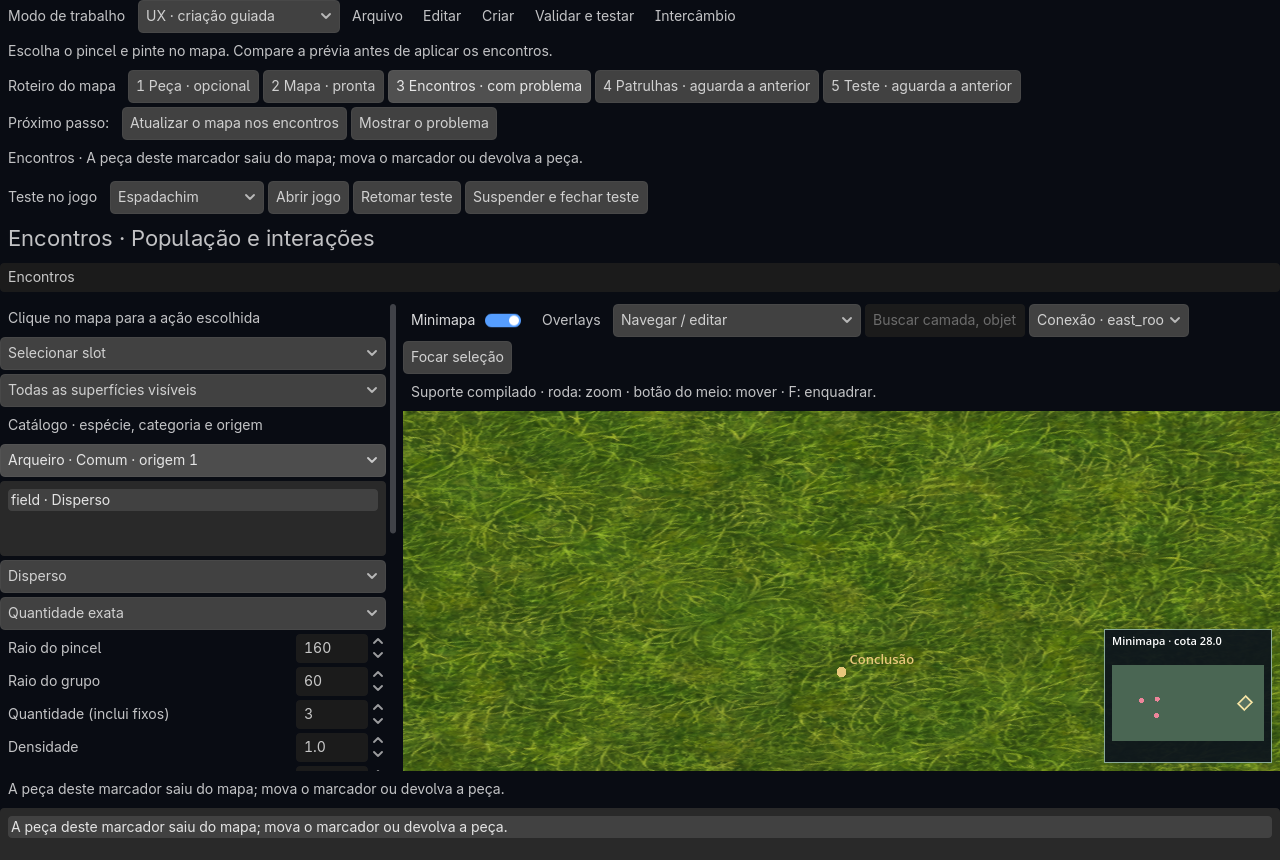 Modo de trabalho UX · criação guiada Arquivo Editar Criar Validar e testar Intercâmbio
Escolha o pincel e pinte no mapa. Compare a prévia antes de aplicar os encontros.
Roteiro do mapa 1 Peça · opcional 2 Mapa · pronta 3 Encontros · com problema 4 Patrulhas · aguarda a anterior 5 Teste · aguarda a anterior
Próximo passo: Atualizar o mapa nos encontros Mostrar o problema
Encontros · A peça deste marcador saiu do mapa; mova o marcador ou devolva a peça.
Teste no jogo Espadachim Abrir jogo Retomar teste Suspender e fechar teste
Encontros · População e interações
Encontros
Clique no mapa para a ação escolhida
Selecionar slot
Todas as superfícies visíveis
Catálogo · espécie, categoria e origem
Arqueiro · Comum · origem 1
field · Disperso
Disperso
Quantidade exata
Raio do pincel 160
Raio do grupo 60
Quantidade (inclui fixos) 3
Densidade 1.0
Minimapa Overlays Navegar / editar Buscar camada, objet Conexão · east_roo
Focar seleção
Suporte compilado · roda: zoom · botão do meio: mover · F: enquadrar.
Conclusão
Minimapa · cota 28.0
A peça deste marcador saiu do mapa; mova o marcador ou devolva a peça.
A peça deste marcador saiu do mapa; mova o marcador ou devolva a peça.